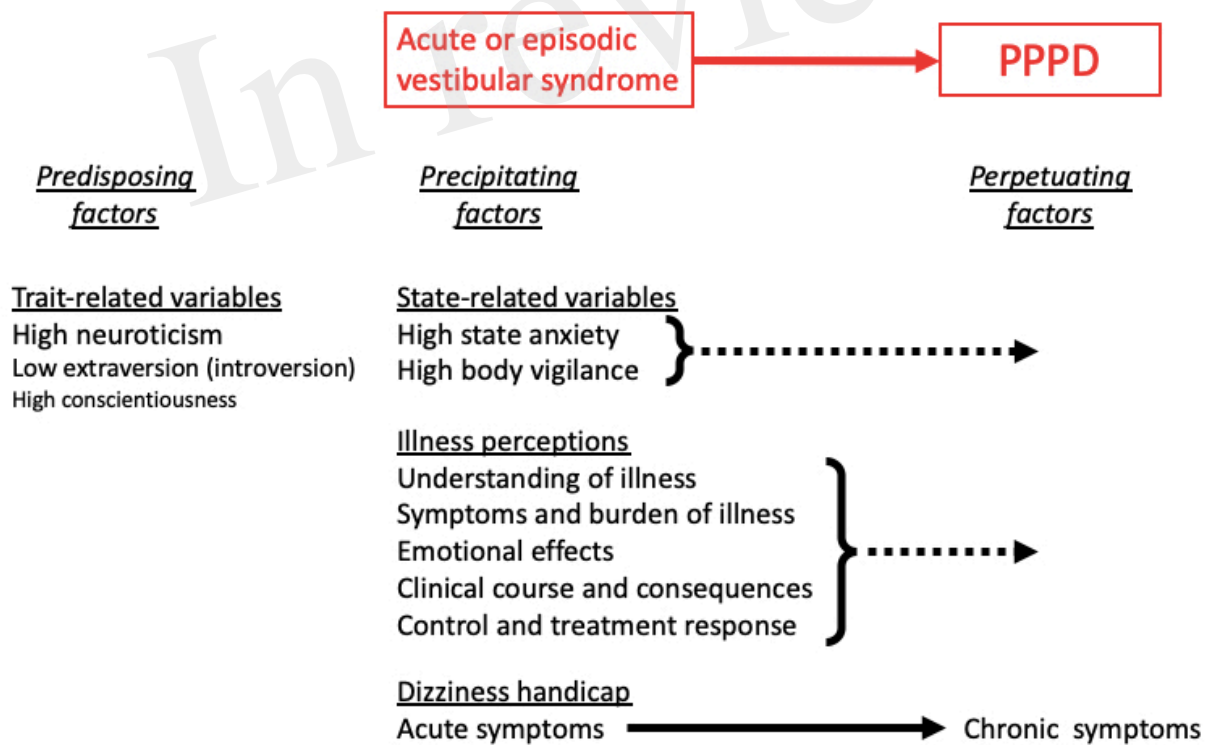 In review
Acute or episodic
vestibular syndrome
PPPD
Predisposing
factors
Precipitating
factors
Perpetuating
factors
Trait-related variables
High neuroticism
Low extraversion (introversion)
High conscientiousness
State-related variables
High state anxiety
High body vigilance
Illness perceptions
Understanding of illness
Symptoms and burden of illness
Emotional effects
Clinical course and consequences
Control and treatment response
Dizziness handicap
Acute symptoms
Chronic symptoms